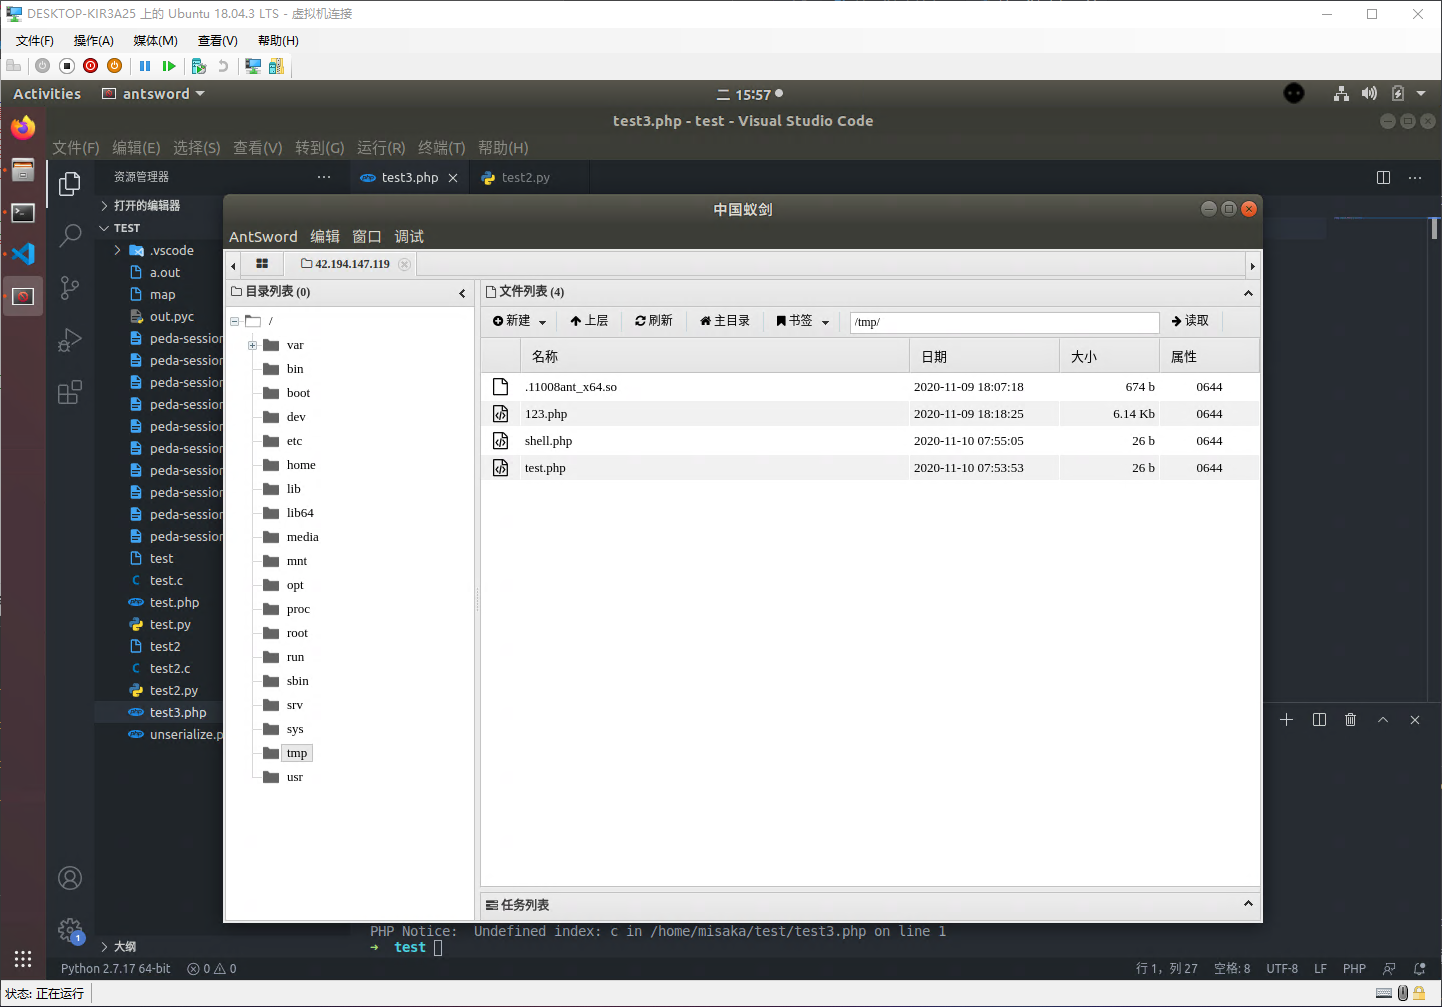 DESKTOP-KIR3A25 上的 Ubuntu 18.04.3 LTS - 虚拟机连接
文件(F) 操作(A) 媒体(M) 查看(V) 帮助(H)
Activities antsword 二 15:57
test3.php - test - Visual Studio Code
文件(F) 编辑(E) 选择(S) 查看(V) 转到(G) 运行(R) 终端(T) 帮助(H)
资源管理器 test3.php test2.py
打开的编辑器
TEST
.vscode
a.out
map
out.pyc
peda-session
peda-session
peda-session
peda-session
peda-session
peda-session
peda-session
peda-session
peda-session
peda-session
test
test.c
test.php
test.py
test2
test2.c
test2.py
test3.php
unserialize.p
大纲
中国蚁剑
AntSword 编辑 窗口 调试
42.194.147.119
目录列表 (0)
/
var
bin
boot
dev
etc
home
lib
lib64
media
mnt
opt
proc
root
run
sbin
srv
sys
tmp
usr
文件列表 (4)
新建 上层 刷新 主目录 书签 /tmp/ 读取
名称 日期 大小 属性
.11008ant_x64.so 2020-11-09 18:07:18 674 b 0644
123.php 2020-11-09 18:18:25 6.14 Kb 0644
shell.php 2020-11-10 07:55:05 26 b 0644
test.php 2020-11-10 07:53:53 26 b 0644
任务列表
PHP Notice:  Undefined index: c in /home/misaka/test/test3.php on line 1
➜ test
1
Python 2.7.17 64-bit 0 0 行 1，列 27 空格: 8 UTF-8 LF PHP
状态: 正在运行